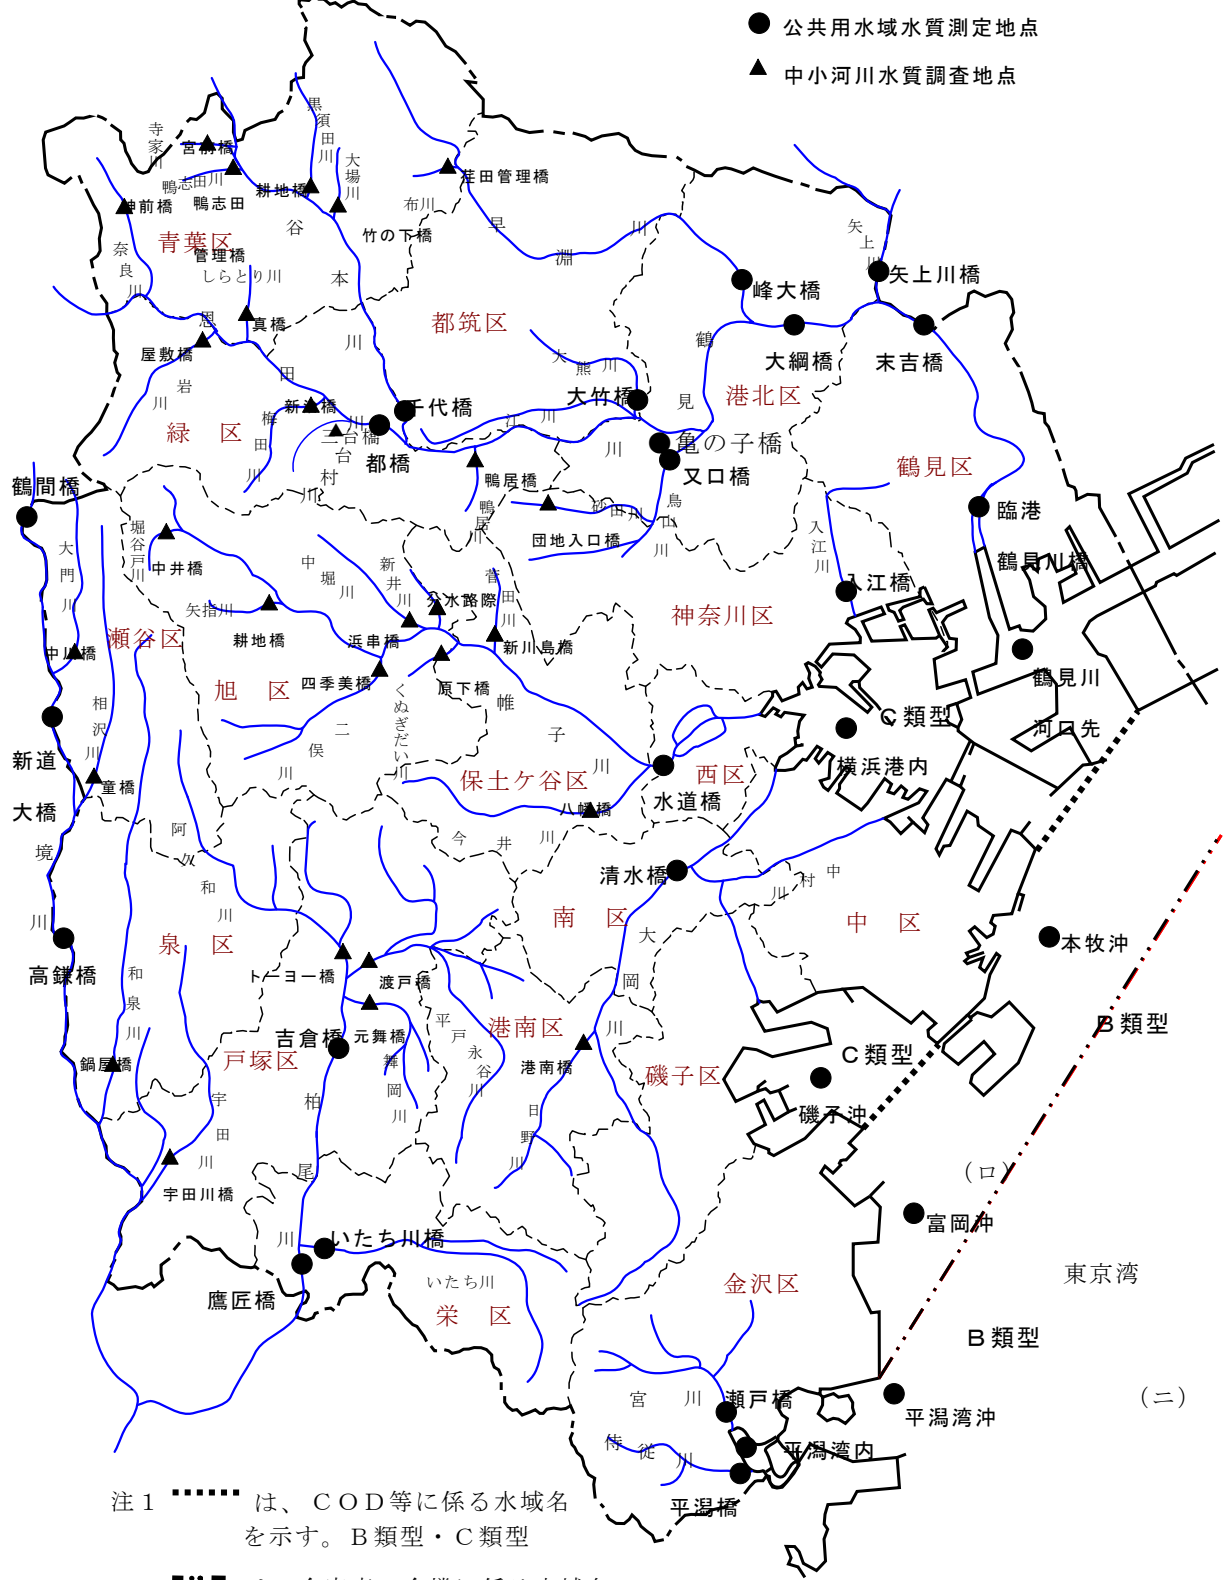 公共用水域水質測定地点
中小河川水質調査地点
寺家川
宮前橋
黒須田川
大場川
鴨志田川
耕地橋
荏田管理橋
神前橋
鴨志田
管理橋
布川
早淵川
竹の下橋
谷本川
青葉区
奈良川
しらとり川
矢上川
矢上川橋
峰大橋
恩田川
真橋
都筑区
鶴見川
大綱橋
末吉橋
屋敷橋
岩川
大熊川
大竹橋
港北区
新治橋
千代橋
江川
梅田川
三台橋
台村川
都橋
緑 区
亀の子橋
又口橋
鶴見区
鶴間橋
鴨居橋
鴨居川
砂田川
鳥山川
団地入口橋
臨港
鶴見川橋
入江川
入江橋
堀谷戸川
中井橋
大門川
中堀川
新井川
分水路際
菅田川
矢指川
耕地橋
浜串橋
新川島橋
神奈川区
瀬谷区
中川橋
四季美橋
原下橋
旭 区
くぬぎだい川
帷子川
二俣川
相沢川
鶴見川
河口先
C類型
横浜港内
新道
大橋
童橋
保土ケ谷区
西区
水道橋
八幡橋
境川
阿久和川
今井川
清水橋
中村川
南 区
中 区
大岡川
泉 区
高鎌橋
和泉川
トーヨー橋
渡戸橋
本牧沖
B類型
吉倉橋
元舞橋
平戸永谷川
港南区
港南橋
戸塚区
鍋屋橋
舞岡川
日野川
磯子区
C類型
磯子沖
柏尾川
宇田川
宇田川橋
(ロ)
富岡沖
いたち川橋
いたち川
鷹匠橋
栄 区
金沢区
東京湾
B類型
宮川
瀬戸橋
(ニ)
平潟湾沖
侍従川
平潟湾内
平潟橋
注1 は、COD等に係る水域名
を示す。B類型・C類型